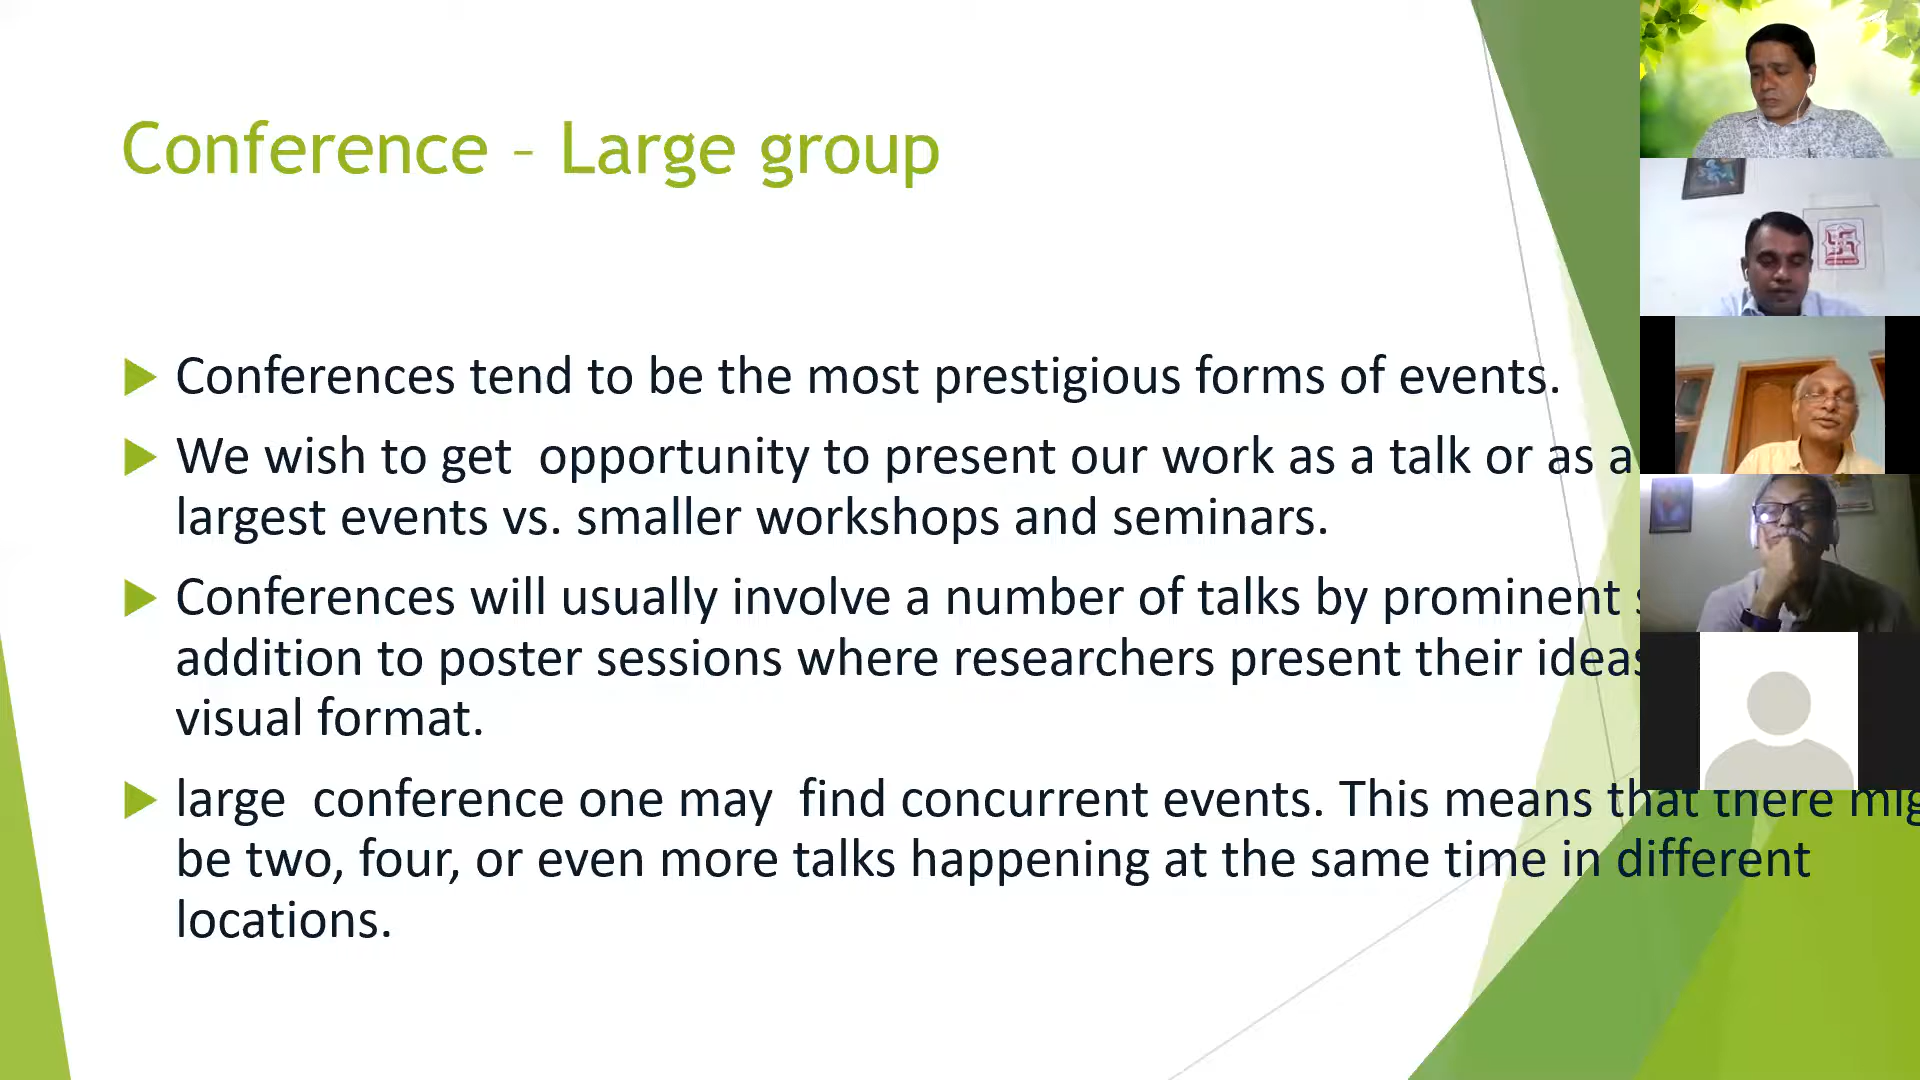 Conference – Large group
Conferences tend to be the most prestigious forms of events.
We wish to get opportunity to present our work as a talk or as a
largest events vs. smaller workshops and seminars.
Conferences will usually involve a number of talks by prominent
addition to poster sessions where researchers present their ideas
visual format.
large conference one may find concurrent events. This means that there
be two, four, or even more talks happening at the same time in different
locations.